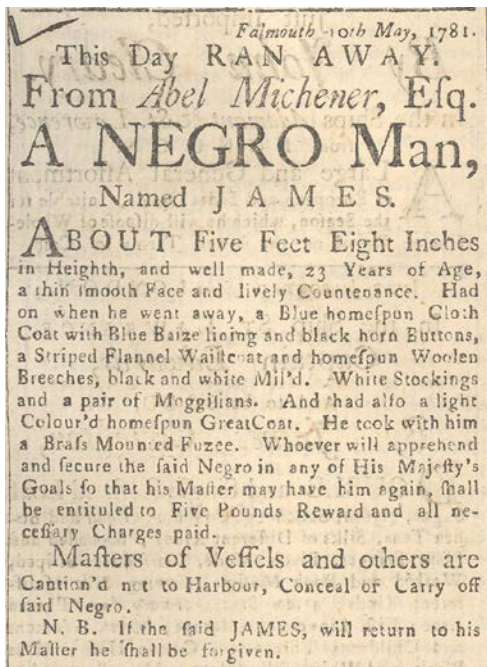 Falmouth 10th May, 1781.
This Day RAN AWAY.
From Abel Michener, Eſq.
A NEGRO Man,
Named JAMES.
ABOUT Five Feet Eight Inches
in Heighth, and well made, 23 Years of Age,
a thin ſmooth Face and lively Countenance. Had
on when he went away, a Blue homeſpun Cloth
Coat with Blue Baize lining and black horn Buttons,
a Striped Flannel Waiſtcoat and homeſpun Woolen
Breeches, black and white Mil'd. White Stockings
and a pair of Moggiſians. And had alſo a light
Colour'd homeſpun GreatCoat. He took with him
a Braſs Mounted Fuzee. Whoever will apprehend
and ſecure the ſaid Negro in any of His Majeſty's
Goals ſo that his Maſter may have him again, ſhall
be entituled to Five Pounds Reward and all ne-
ceſſary Charges paid.
Maſters of Veſſels and others are
Caution'd not to Harbour, Conceal or Carry off
ſaid Negro.
N. B. If the ſaid JAMES, will return to his
Maſter he ſhall be forgiven.